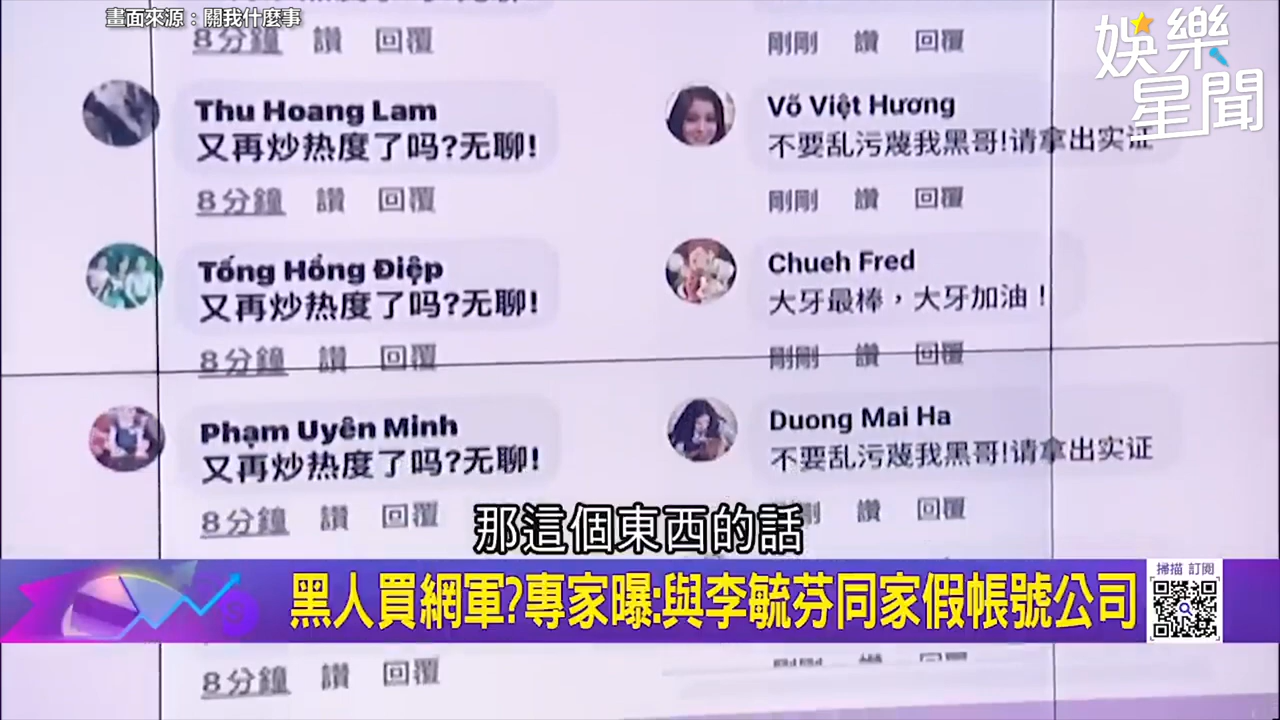 畫面來源：關我什麼事
娛樂星聞
8分鐘 讚 回覆
Thu Hoang Lam
又再炒热度了吗?无聊!
8分鐘 讚 回覆
Tống Hồng Điệp
又再炒热度了吗?无聊!
8分鐘 讚 回覆
Phạm Uyên Minh
又再炒热度了吗?无聊!
8分鐘 讚 回覆
8分鐘 讚 回覆
剛剛 讚 回覆
Võ Việt Hương
不要乱污蔑我黑哥!请拿出实证
剛剛 讚 回覆
Chueh Fred
大牙最棒，大牙加油！
剛剛 讚 回覆
Duong Mai Ha
不要乱污蔑我黑哥!请拿出实证
剛 讚 回覆
那這個東西的話
黑人買網軍?專家曝:與李毓芬同家假帳號公司
掃描 訂閱